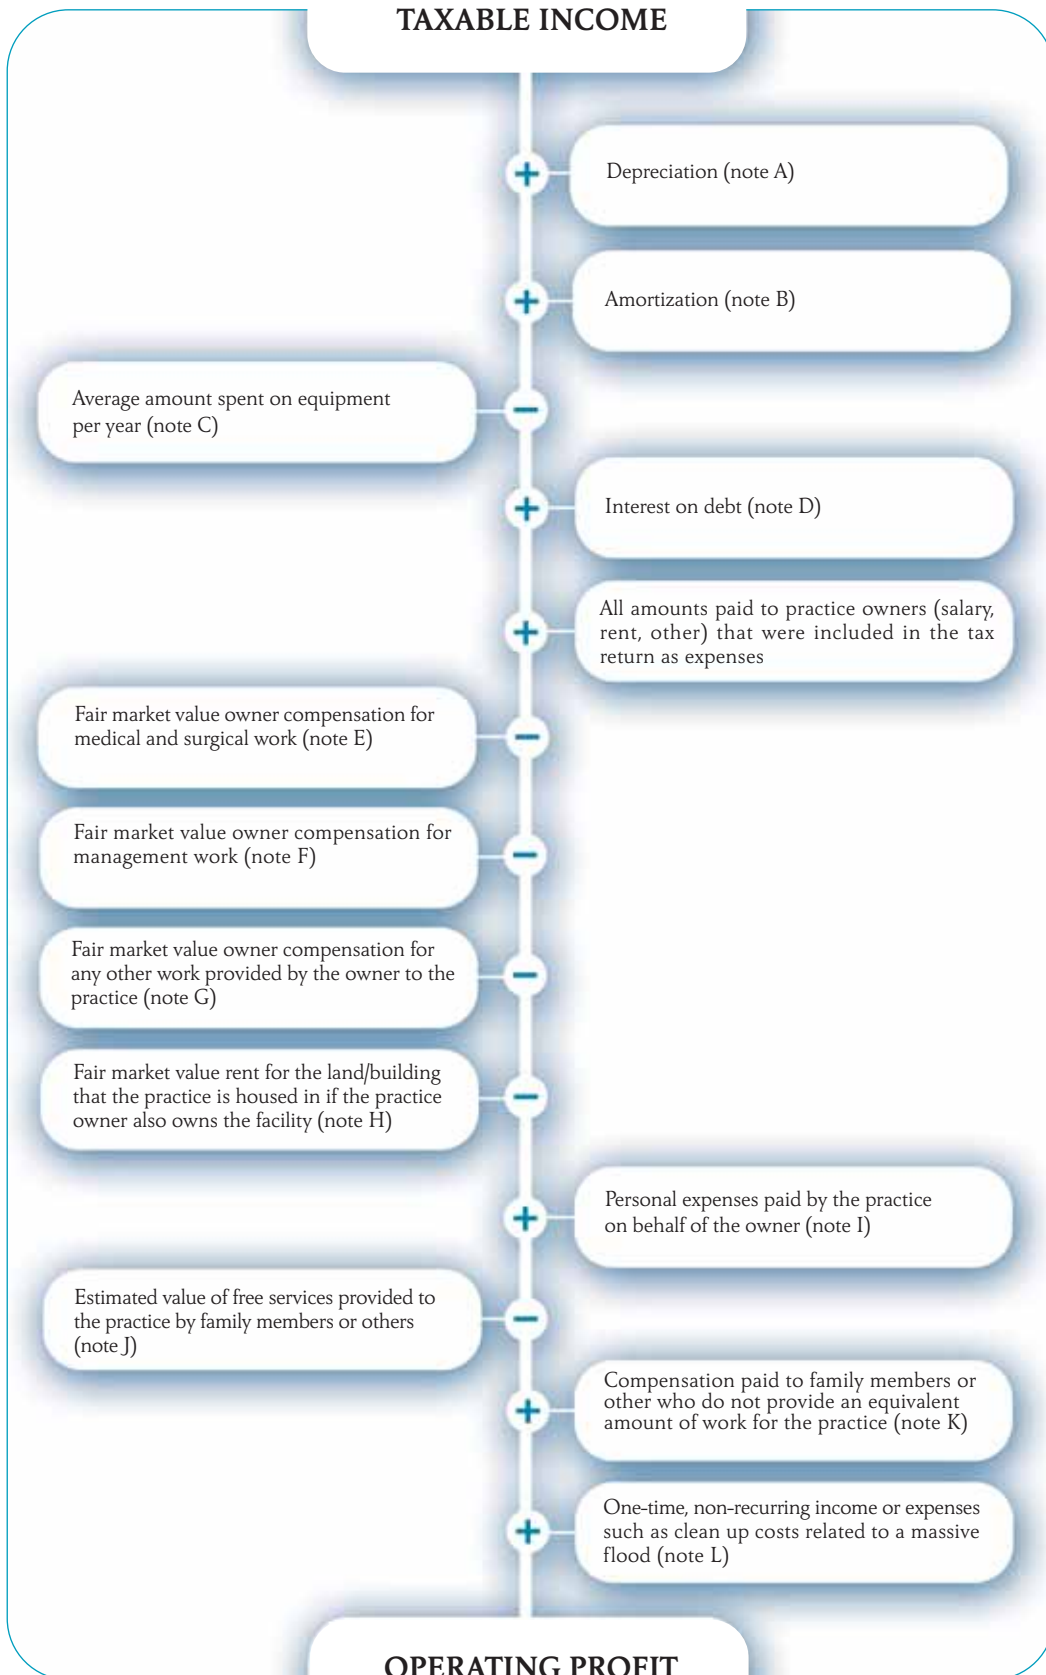 TAXABLE INCOME
+
Depreciation (note A)
+
Amortization (note B)
Average amount spent on equipment
per year (note C)
−
+
Interest on debt (note D)
+
All amounts paid to practice owners (salary,
rent, other) that were included in the tax
return as expenses
Fair market value owner compensation for
medical and surgical work (note E)
−
Fair market value owner compensation for
management work (note F)
−
Fair market value owner compensation for
any other work provided by the owner to the
practice (note G)
−
Fair market value rent for the land/building
that the practice is housed in if the practice
owner also owns the facility (note H)
−
+
Personal expenses paid by the practice
on behalf of the owner (note I)
Estimated value of free services provided to
the practice by family members or others
(note J)
−
+
Compensation paid to family members or
other who do not provide an equivalent
amount of work for the practice (note K)
+
One-time, non-recurring income or expenses
such as clean up costs related to a massive
flood (note L)
OPERATING PROFIT